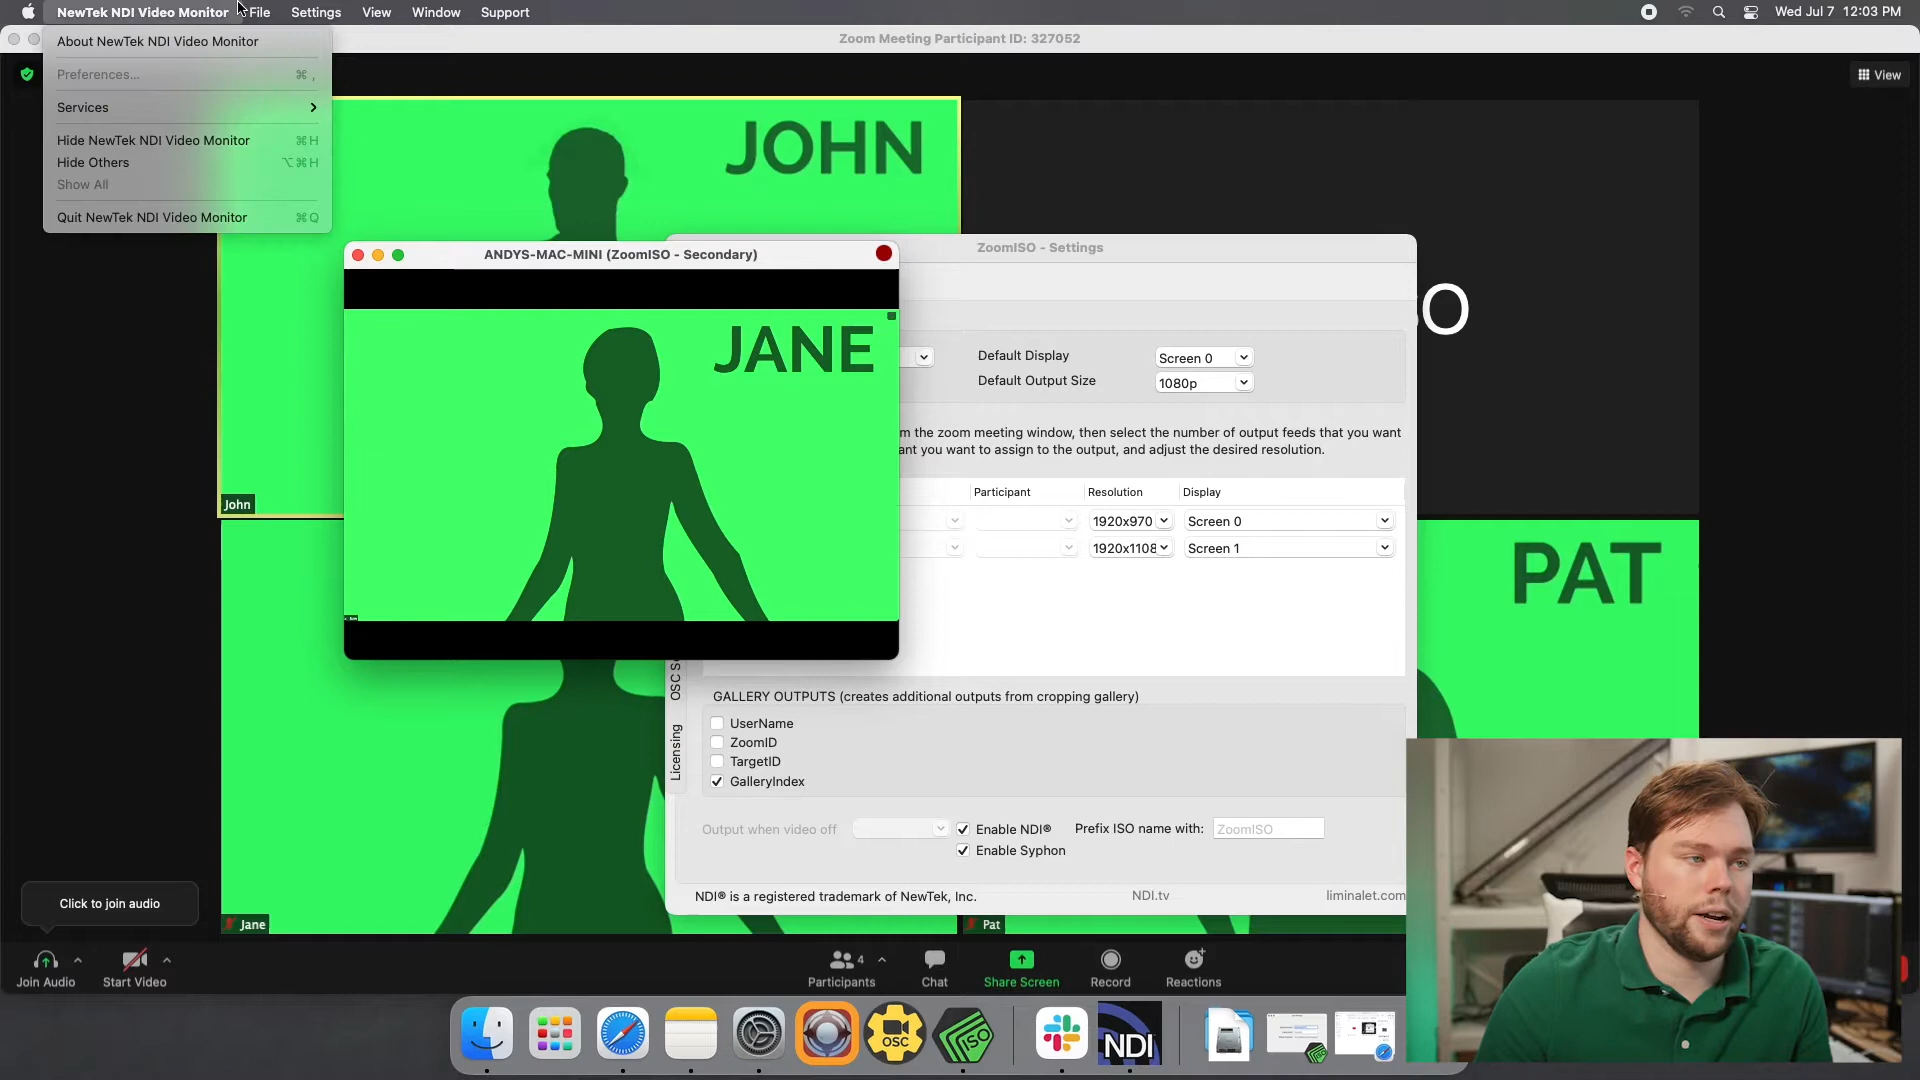 NewTek NDI Video Monitor File Settings View Window Support Wed Jul 7 12:03 PM
Zoom Meeting Participant ID: 327052
About NewTek NDI Video Monitor
Preferences... ⌘ ,
View
Services
Hide NewTek NDI Video Monitor ⌘H
Hide Others ⌥⌘H
Show All
Quit NewTek NDI Video Monitor ⌘Q
JOHN
ZoomISO - Settings
ANDYS-MAC-MINI (ZoomISO - Secondary)
O
JANE
Default Display Screen 0
Default Output Size 1080p
m the zoom meeting window, then select the number of output feeds that you want
ant you want to assign to the output, and adjust the desired resolution.
Participant Resolution Display
John
1920x970 Screen 0
1920x1108 Screen 1
PAT
OSC S
GALLERY OUTPUTS (creates additional outputs from cropping gallery)
UserName
ZoomID
TargetID
GalleryIndex
Licensing
Output when video off Enable NDI® Prefix ISO name with: ZoomISO
Enable Syphon
NDI® is a registered trademark of NewTek, Inc. NDI.tv liminalet.com
Click to join audio
Jane
Pat
4
Join Audio Start Video Participants Chat Share Screen Record Reactions
OSC
ISO
NDI